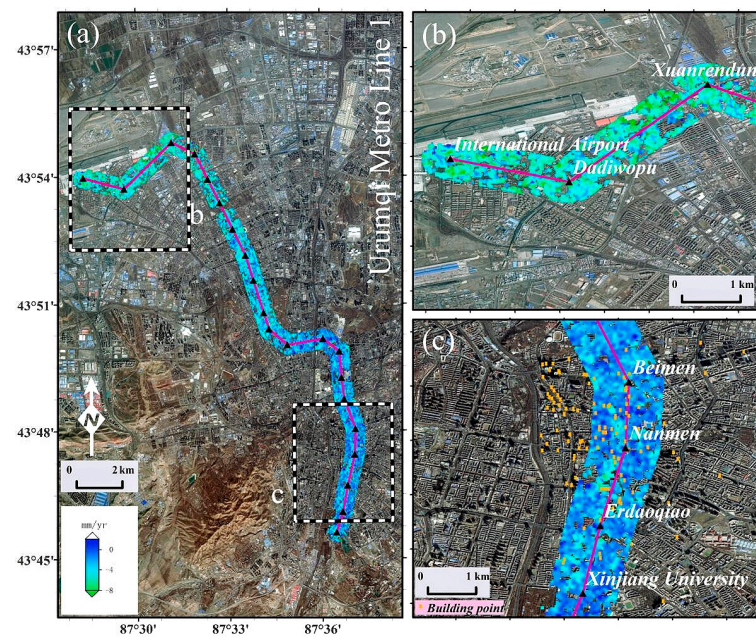 (a)
Urumqi Metro Line 1
43°57'
43°54'
43°51'
43°48'
43°45'
b
c
N
0 2 km
mm/yr
0
-4
-8
87°30'
87°33'
87°36'
(b)
Xuanrendun
International Airport
Dadiwopu
0 1 km
(c)
Beimen
Nanmen
Erdaoqiao
Xinjiang University
0 1 km
Building point